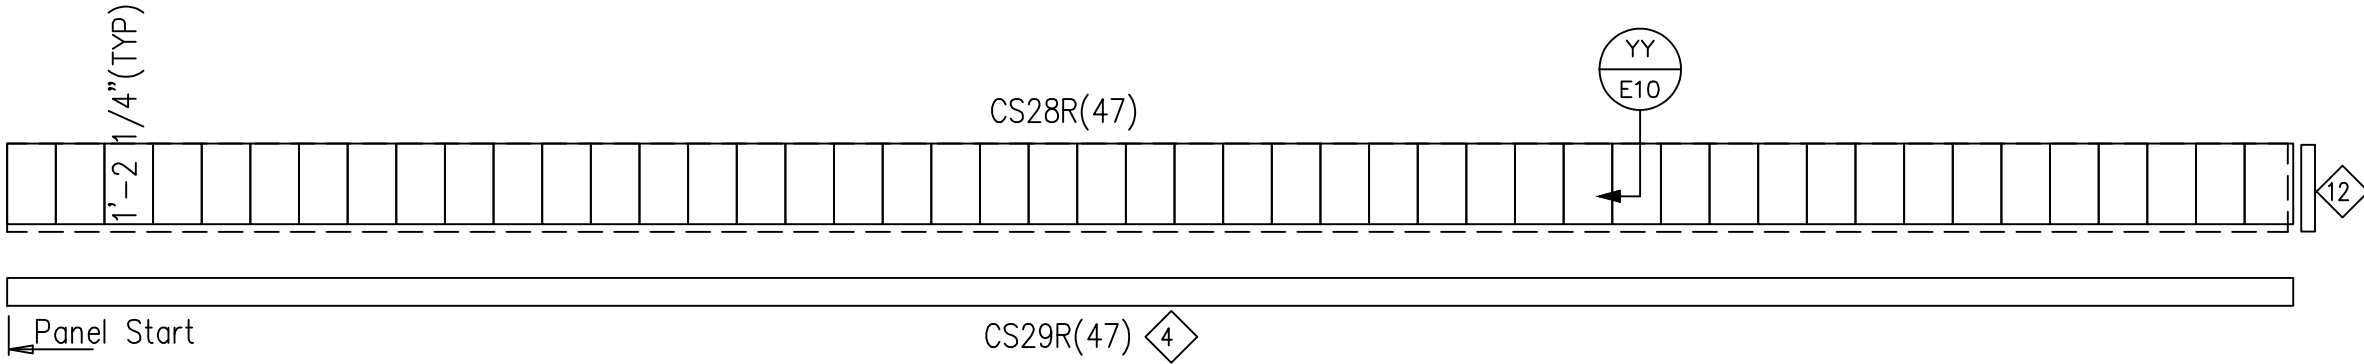 1'-2 1/4"(TYP)
YY
E10
CS28R(47)
12
Panel Start
CS29R(47)
4